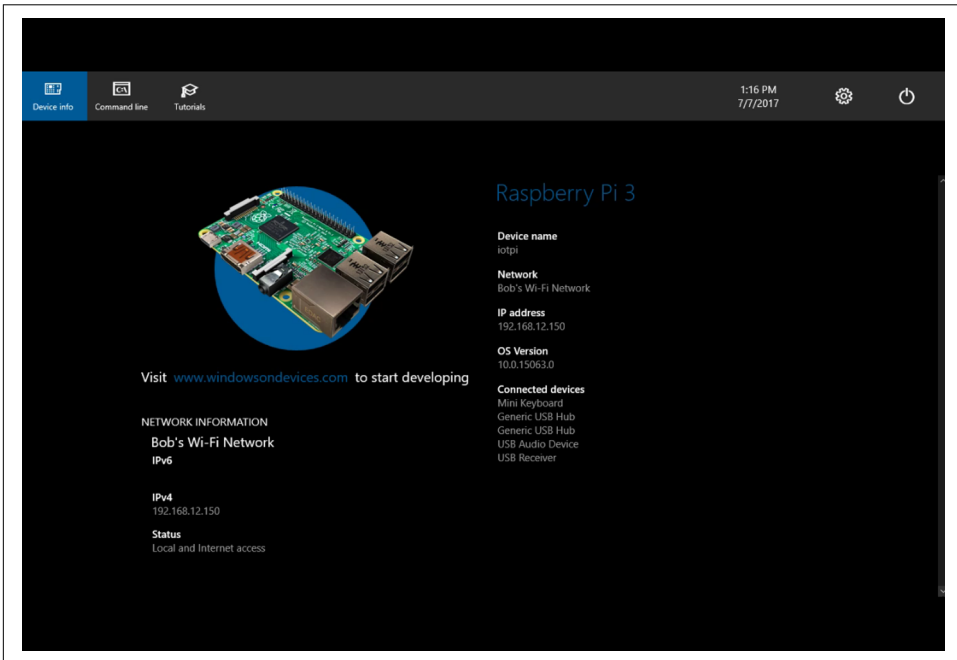 Device info
Command line
Tutorials
1:16 PM
7/7/2017
Visit www.windowsondevices.com to start developing
NETWORK INFORMATION
Bob's Wi-Fi Network
IPv6
IPv4
192.168.12.150
Status
Local and Internet access
Raspberry Pi 3
Device name
iotpi
Network
Bob's Wi-Fi Network
IP address
192.168.12.150
OS Version
10.0.15063.0
Connected devices
Mini Keyboard
Generic USB Hub
Generic USB Hub
USB Audio Device
USB Receiver